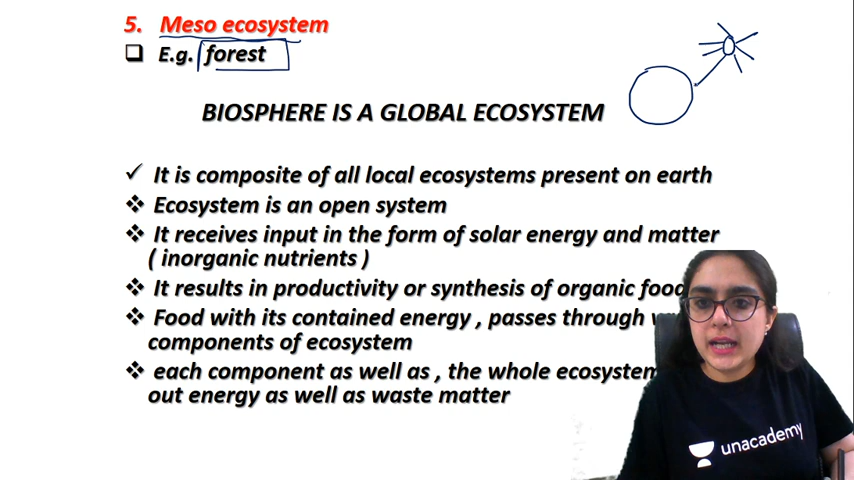 5. Meso ecosystem
❑ E.g. forest
BIOSPHERE IS A GLOBAL ECOSYSTEM
✓ It is composite of all local ecosystems present on earth
❖ Ecosystem is an open system
❖ It receives input in the form of solar energy and matter
( inorganic nutrients )
❖ It results in productivity or synthesis of organic food
❖ Food with its contained energy , passes through
components of ecosystem
❖ each component as well as , the whole ecosystem
out energy as well as waste matter
unacademy